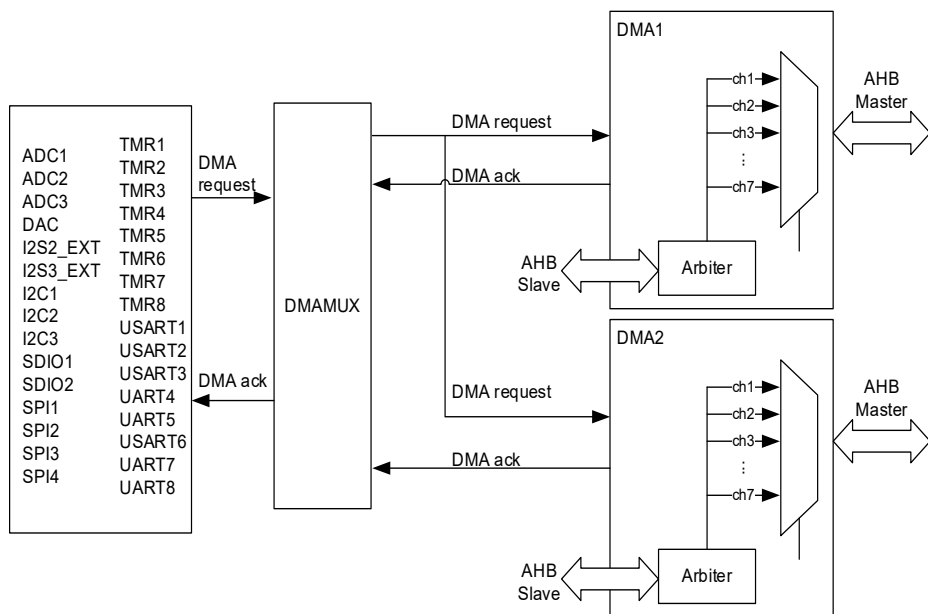 ADC1
ADC2
ADC3
DAC
I2S2_EXT
I2S3_EXT
I2C1
I2C2
I2C3
SDIO1
SDIO2
SPI1
SPI2
SPI3
SPI4
TMR1
TMR2
TMR3
TMR4
TMR5
TMR6
TMR7
TMR8
USART1
USART2
USART3
UART4
UART5
USART6
UART7
UART8
DMA
request
DMA ack
DMAMUX
DMA request
DMA ack
DMA request
DMA ack
DMA1
ch1
ch2
ch3
...
ch7
Arbiter
AHB
Slave
AHB
Master
DMA2
ch1
ch2
ch3
...
ch7
Arbiter
AHB
Slave
AHB
Master